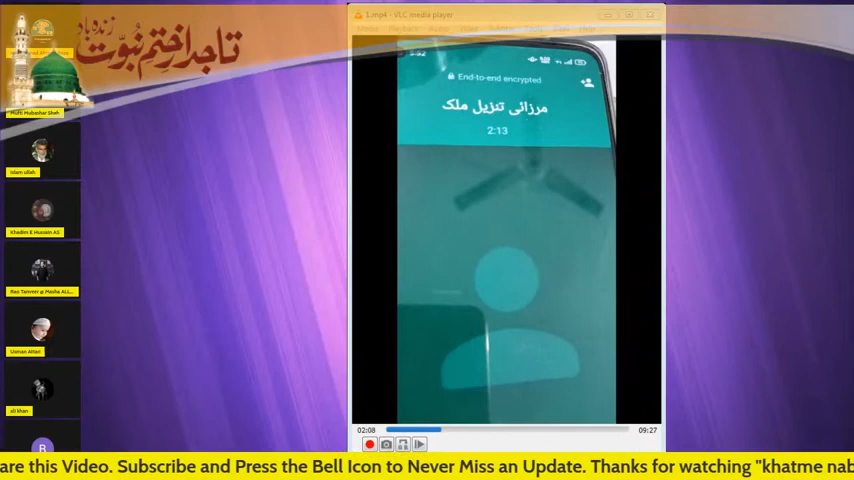 زندہ باد
تاجدارِ ختمِ نبوّت
1.mp4 - VLC media player
Mufti Mubashar Shah
islam ullah
Khadim E Hussain AS
Rao Tanveer @ Masha ALL...
Usman Attari
ali khan
B
End-to-end encrypted
مرزائی تنزیل ملک
2:13
02:08
09:27
are this Video. Subscribe and Press the Bell Icon to Never Miss an Update. Thanks for watching "khatme nab